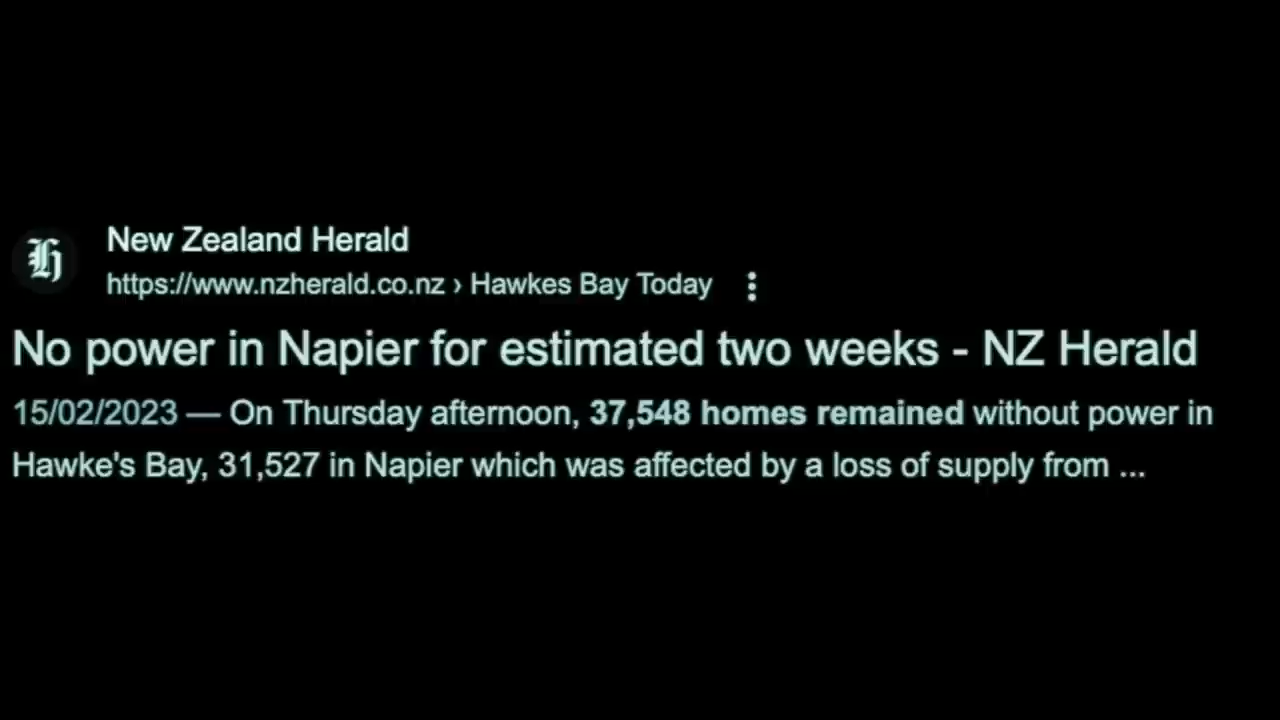 New Zealand Herald
https://www.nzherald.co.nz › Hawkes Bay Today
No power in Napier for estimated two weeks - NZ Herald
15/02/2023 — On Thursday afternoon, 37,548 homes remained without power in
Hawke's Bay, 31,527 in Napier which was affected by a loss of supply from ...